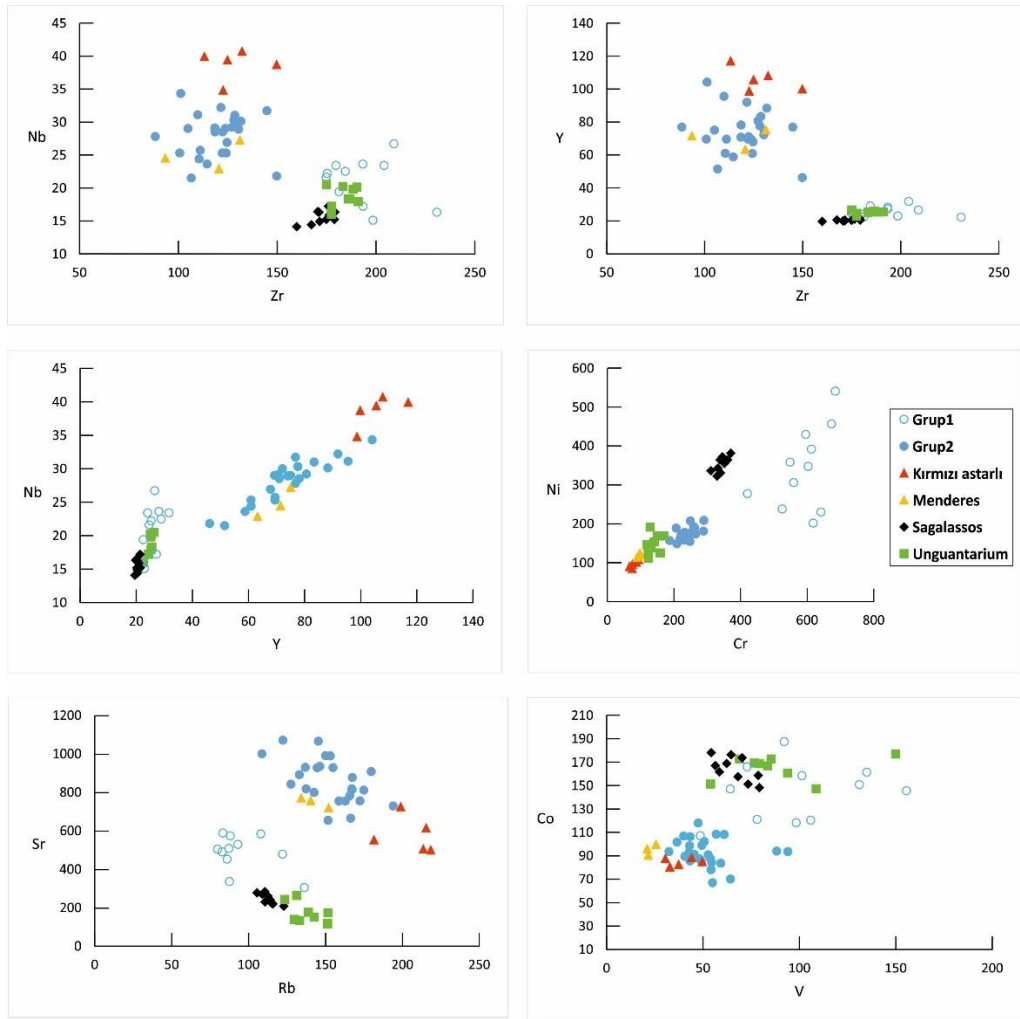 45
40
35
30
Nb
25
20
15
10
50 100 150 200 250
Zr
140
120
100
80
Y
60
40
20
0
50 100 150 200 250
Zr
45
40
35
30
Nb
25
20
15
10
0 20 40 60 80 100 120 140
Y
600
500
400
300
Ni
200
100
0
0 200 400 600 800
Cr
Grup1
Grup2
Kırmızı astarlı
Menderes
Sagalassos
Unguantarium
1200
1000
800
600
Sr
400
200
0
0 50 100 150 200 250
Rb
210
190
170
150
130
Co
110
90
70
50
30
10
0 50 100 150 200
V